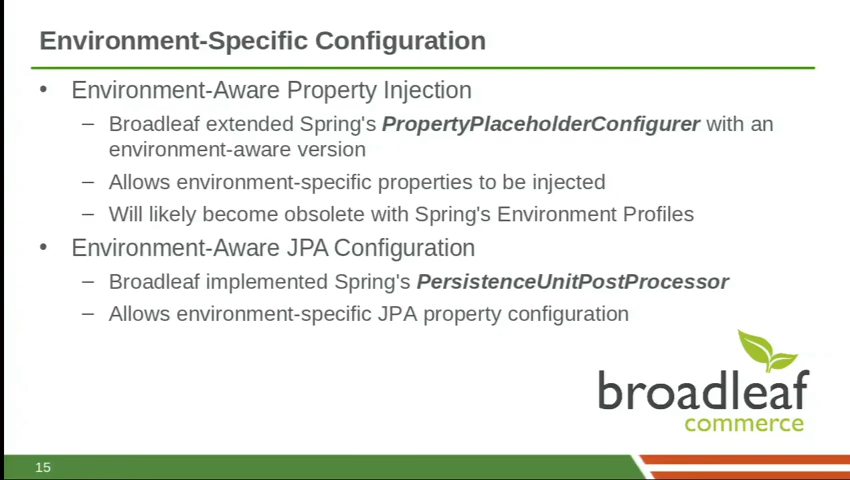 Environment-Specific Configuration
• Environment-Aware Property Injection
– Broadleaf extended Spring's PropertyPlaceholderConfigurer with an
environment-aware version
– Allows environment-specific properties to be injected
– Will likely become obsolete with Spring's Environment Profiles
• Environment-Aware JPA Configuration
– Broadleaf implemented Spring's PersistenceUnitPostProcessor
– Allows environment-specific JPA property configuration
broadleaf
commerce
15